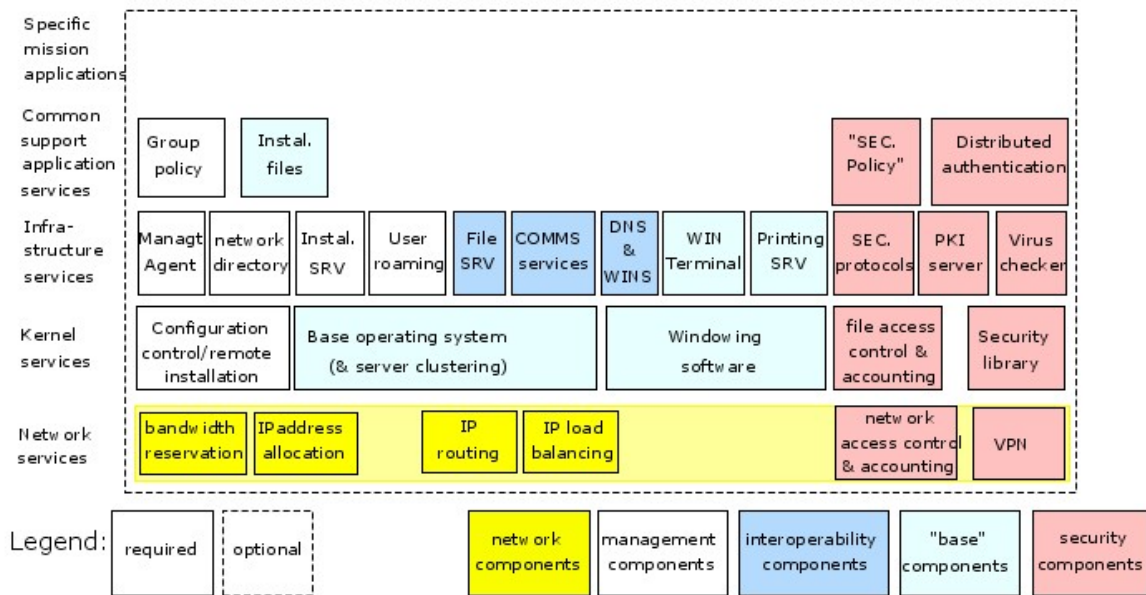 Specific
mission
applications
Common
support
application
services
Group
policy
Instal.
files
"SEC.
Policy"
Distributed
authentication
Infra-
structure
services
Managt
Agent
network
directory
Instal.
SRV
User
roaming
File
SRV
COMMS
services
DNS
&
WINS
WIN
Terminal
Printing
SRV
SEC.
protocols
PKI
server
Virus
checker
Kernel
services
Configuration
control/remote
installation
Base operating system
(& server clustering)
Windowing
software
file access
control &
accounting
Security
library
Network
services
bandwidth
reservation
IPaddress
allocation
IP
routing
IP load
balancing
network
access control
& accounting
VPN
Legend:
required
optional
network
components
management
components
interoperability
components
"base"
components
security
components